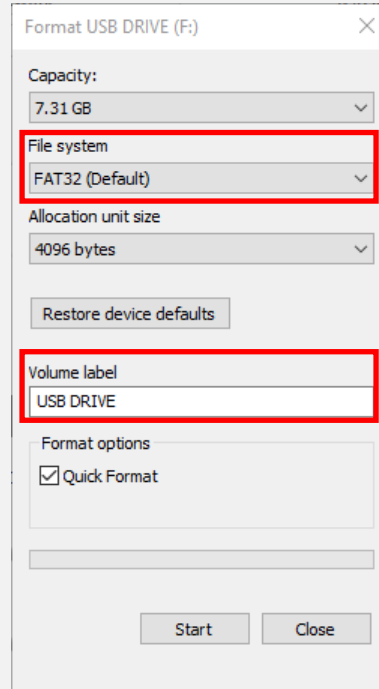 Format USB DRIVE (F:)
Capacity:
7.31 GB
File system
FAT32 (Default)
Allocation unit size
4096 bytes
Restore device defaults
Volume label
USB DRIVE
Format options
Quick Format
Start Close